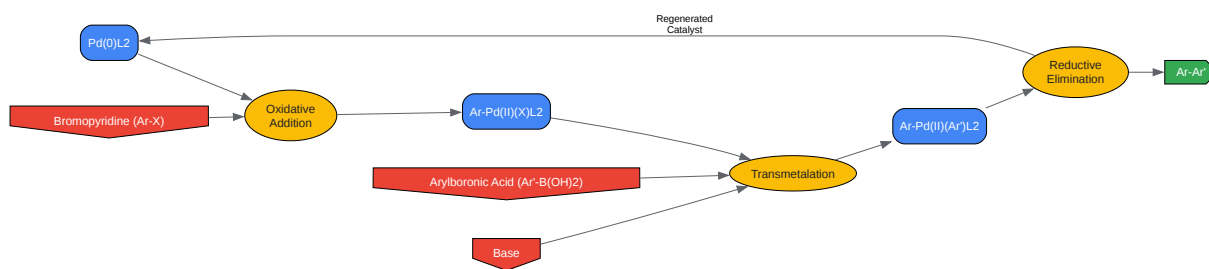 Regenerated
Catalyst
Pd(0)L2
Reductive
Elimination
Ar-Ar'
Bromopyridine (Ar-X)
Oxidative
Addition
Ar-Pd(II)(X)L2
Ar-Pd(II)(Ar')L2
Arylboronic Acid (Ar'-B(OH)2)
Transmetalation
Base